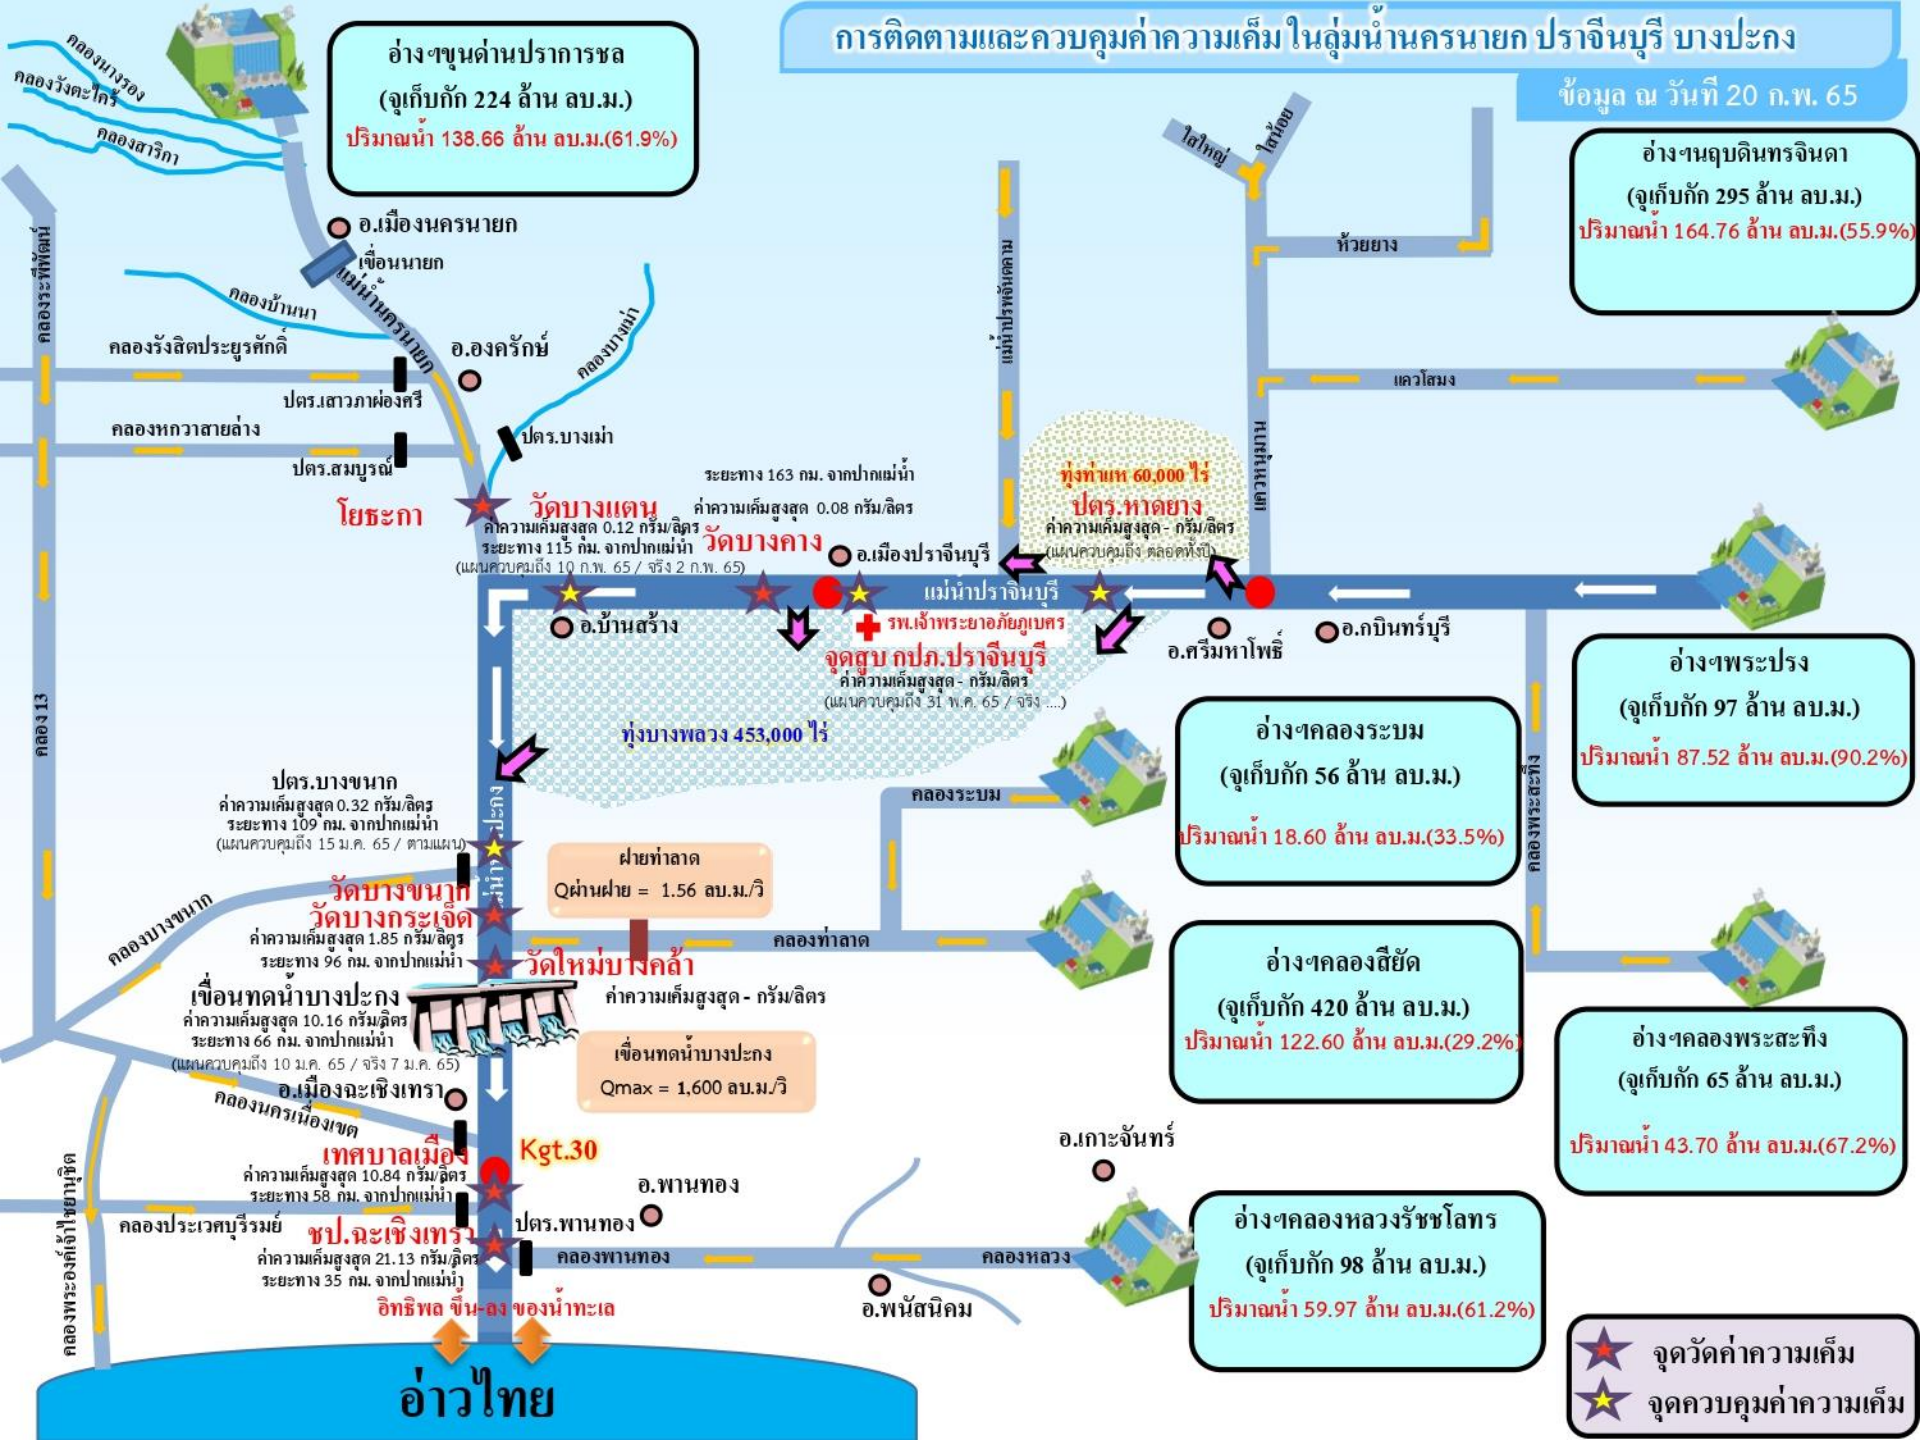 การติดตามและควบคุมค่าความเค็ม ในลุ่มน้ำนครนายก ปราจีนบุรี บางปะกง
ข้อมูล ณ วันที่ 20 ก.พ. 65
อ่างฯขุนด่านปราการชล
(จุเก็บกัก 224 ล้าน ลบ.ม.)
ปริมาณน้ำ 138.66 ล้าน ลบ.ม.(61.9%)
คลองนางรอง
คลองวังตะไคร้
คลองสาริกา
ใสใหญ่
ใสน้อย
อ่างฯนฤบดินทรจินดา
(จุเก็บกัก 295 ล้าน ลบ.ม.)
ปริมาณน้ำ 164.76 ล้าน ลบ.ม.(55.9%)
อ.เมืองนครนายก
เขื่อนนายก
แม่น้ำนครนายก
คลองระพีพัฒน์
คลองบ้านนา
ห้วยยาง
คลองรังสิตประยูรศักดิ์
อ.องครักษ์
คลองบางเม่า
ปตร.เสาวภาผ่องศรี
แควโสมง
คลองหกวาสายล่าง
ปตร.สมบูรณ์
ปตร.บางเม่า
แควหนุมาน
โยธะกา
วัดบางแตน
ค่าความเค็มสูงสุด 0.12 กรัม/ลิตร
ระยะทาง 115 กม. จากปากแม่น้ำ
(แผนควบคุมถึง 10 ก.พ. 65 / จริง 2 ก.พ. 65)
ระยะทาง 163 กม. จากปากแม่น้ำ
ค่าความเค็มสูงสุด 0.08 กรัม/ลิตร
วัดบางคาง
อ.เมืองปราจีนบุรี
ทุ่งท่าแห 60,000 ไร่
ปตร.หาดยาง
ค่าความเค็มสูงสุด - กรัม/ลิตร
(แผนควบคุมถึง ตลอดทั้งปี)
แม่น้ำปราจีนบุรี
อ.บ้านสร้าง
รพ.เจ้าพระยาอภัยภูเบศร
จุดสูบ กปภ.ปราจีนบุรี
ค่าความเค็มสูงสุด - กรัม/ลิตร
(แผนควบคุมถึง 31 พ.ค. 65 / จริง ....)
อ.ศรีมหาโพธิ์
อ.กบินทร์บุรี
คลอง 13
ทุ่งบางพลวง 453,000 ไร่
อ่างฯพระปรง
(จุเก็บกัก 97 ล้าน ลบ.ม.)
ปริมาณน้ำ 87.52 ล้าน ลบ.ม.(90.2%)
อ่างฯคลองระบม
(จุเก็บกัก 56 ล้าน ลบ.ม.)
ปริมาณน้ำ 18.60 ล้าน ลบ.ม.(33.5%)
คลองพระสะทึง
ปตร.บางขนาก
ค่าความเค็มสูงสุด 0.32 กรัม/ลิตร
ระยะทาง 109 กม. จากปากแม่น้ำ
(แผนควบคุมถึง 15 ม.ค. 65 / ตามแผน)
คลองระบม
ฝายท่าลาด
Qผ่านฝาย = 1.56 ลบ.ม./วิ
วัดบางขนาก
วัดบางกระเจ็ด
ค่าความเค็มสูงสุด 1.85 กรัม/ลิตร
ระยะทาง 96 กม. จากปากแม่น้ำ
คลองบางขนาก
คลองท่าลาด
วัดใหม่บางคล้า
ค่าความเค็มสูงสุด - กรัม/ลิตร
อ่างฯคลองสียัด
(จุเก็บกัก 420 ล้าน ลบ.ม.)
ปริมาณน้ำ 122.60 ล้าน ลบ.ม.(29.2%)
เขื่อนทดน้ำบางปะกง
ค่าความเค็มสูงสุด 10.16 กรัม/ลิตร
ระยะทาง 66 กม. จากปากแม่น้ำ
(แผนควบคุมถึง 10 ม.ค. 65 / จริง 7 ม.ค. 65)
เขื่อนทดน้ำบางปะกง
Qmax = 1,600 ลบ.ม./วิ
อ่างฯคลองพระสะทึง
(จุเก็บกัก 65 ล้าน ลบ.ม.)
ปริมาณน้ำ 43.70 ล้าน ลบ.ม.(67.2%)
อ.เมืองฉะเชิงเทรา
คลองนครเนื่องเขต
เทศบาลเมือง
ค่าความเค็มสูงสุด 10.84 กรัม/ลิตร
ระยะทาง 58 กม. จากปากแม่น้ำ
Kgt.30
อ.เกาะจันทร์
อ.พานทอง
คลองประเวศบุรีรมย์
ปตร.พานทอง
คลองพระองค์เจ้าไชยานุชิต
ชป.ฉะเชิงเทรา
ค่าความเค็มสูงสุด 21.13 กรัม/ลิตร
ระยะทาง 35 กม. จากปากแม่น้ำ
คลองพานทอง
คลองหลวง
อ.พนัสนิคม
อ่างฯคลองหลวงรัชชโลทร
(จุเก็บกัก 98 ล้าน ลบ.ม.)
ปริมาณน้ำ 59.97 ล้าน ลบ.ม.(61.2%)
อิทธิพล ขึ้น-ลง ของน้ำทะเล
อ่าวไทย
จุดวัดค่าความเค็ม
จุดควบคุมค่าความเค็ม